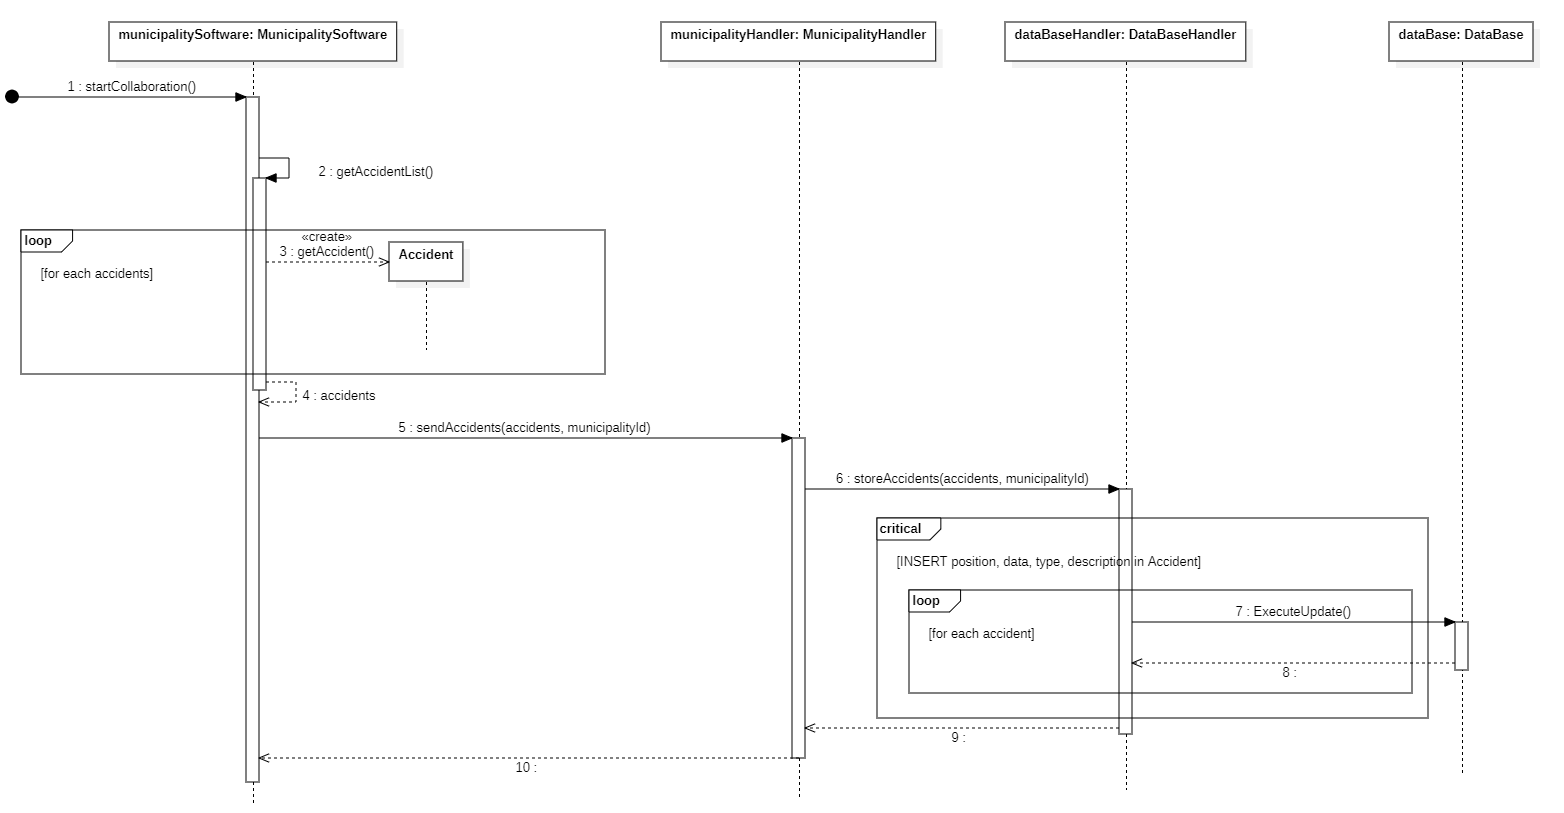 municipalitySoftware: MunicipalitySoftware
municipalityHandler: MunicipalityHandler
dataBaseHandler: DataBaseHandler
dataBase: DataBase
1 : startCollaboration()
2 : getAccidentList()
loop
[for each accidents]
«create»
3 : getAccident()
Accident
4 : accidents
5 : sendAccidents(accidents, municipalityId)
6 : storeAccidents(accidents, municipalityId)
critical
[INSERT position, data, type, description in Accident]
loop
[for each accident]
7 : ExecuteUpdate()
8 :
9 :
10 :